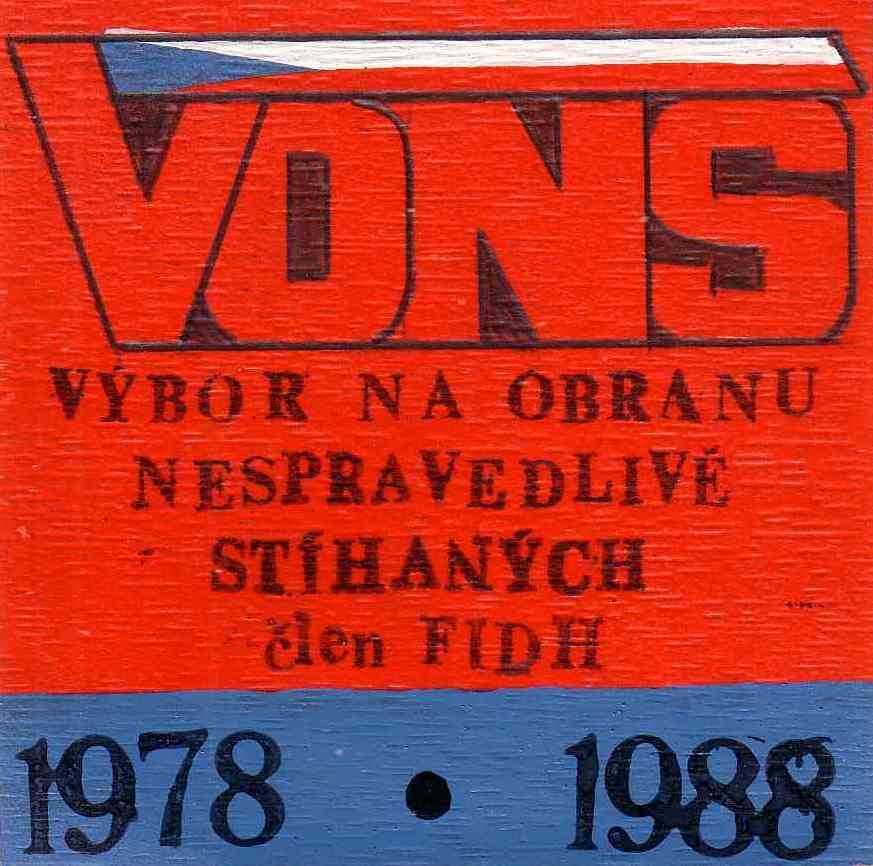 VONS
VÝBOR NA OBRANU
NESPRAVEDLIVĚ
STÍHANÝCH
člen FIDH
1978 • 1988